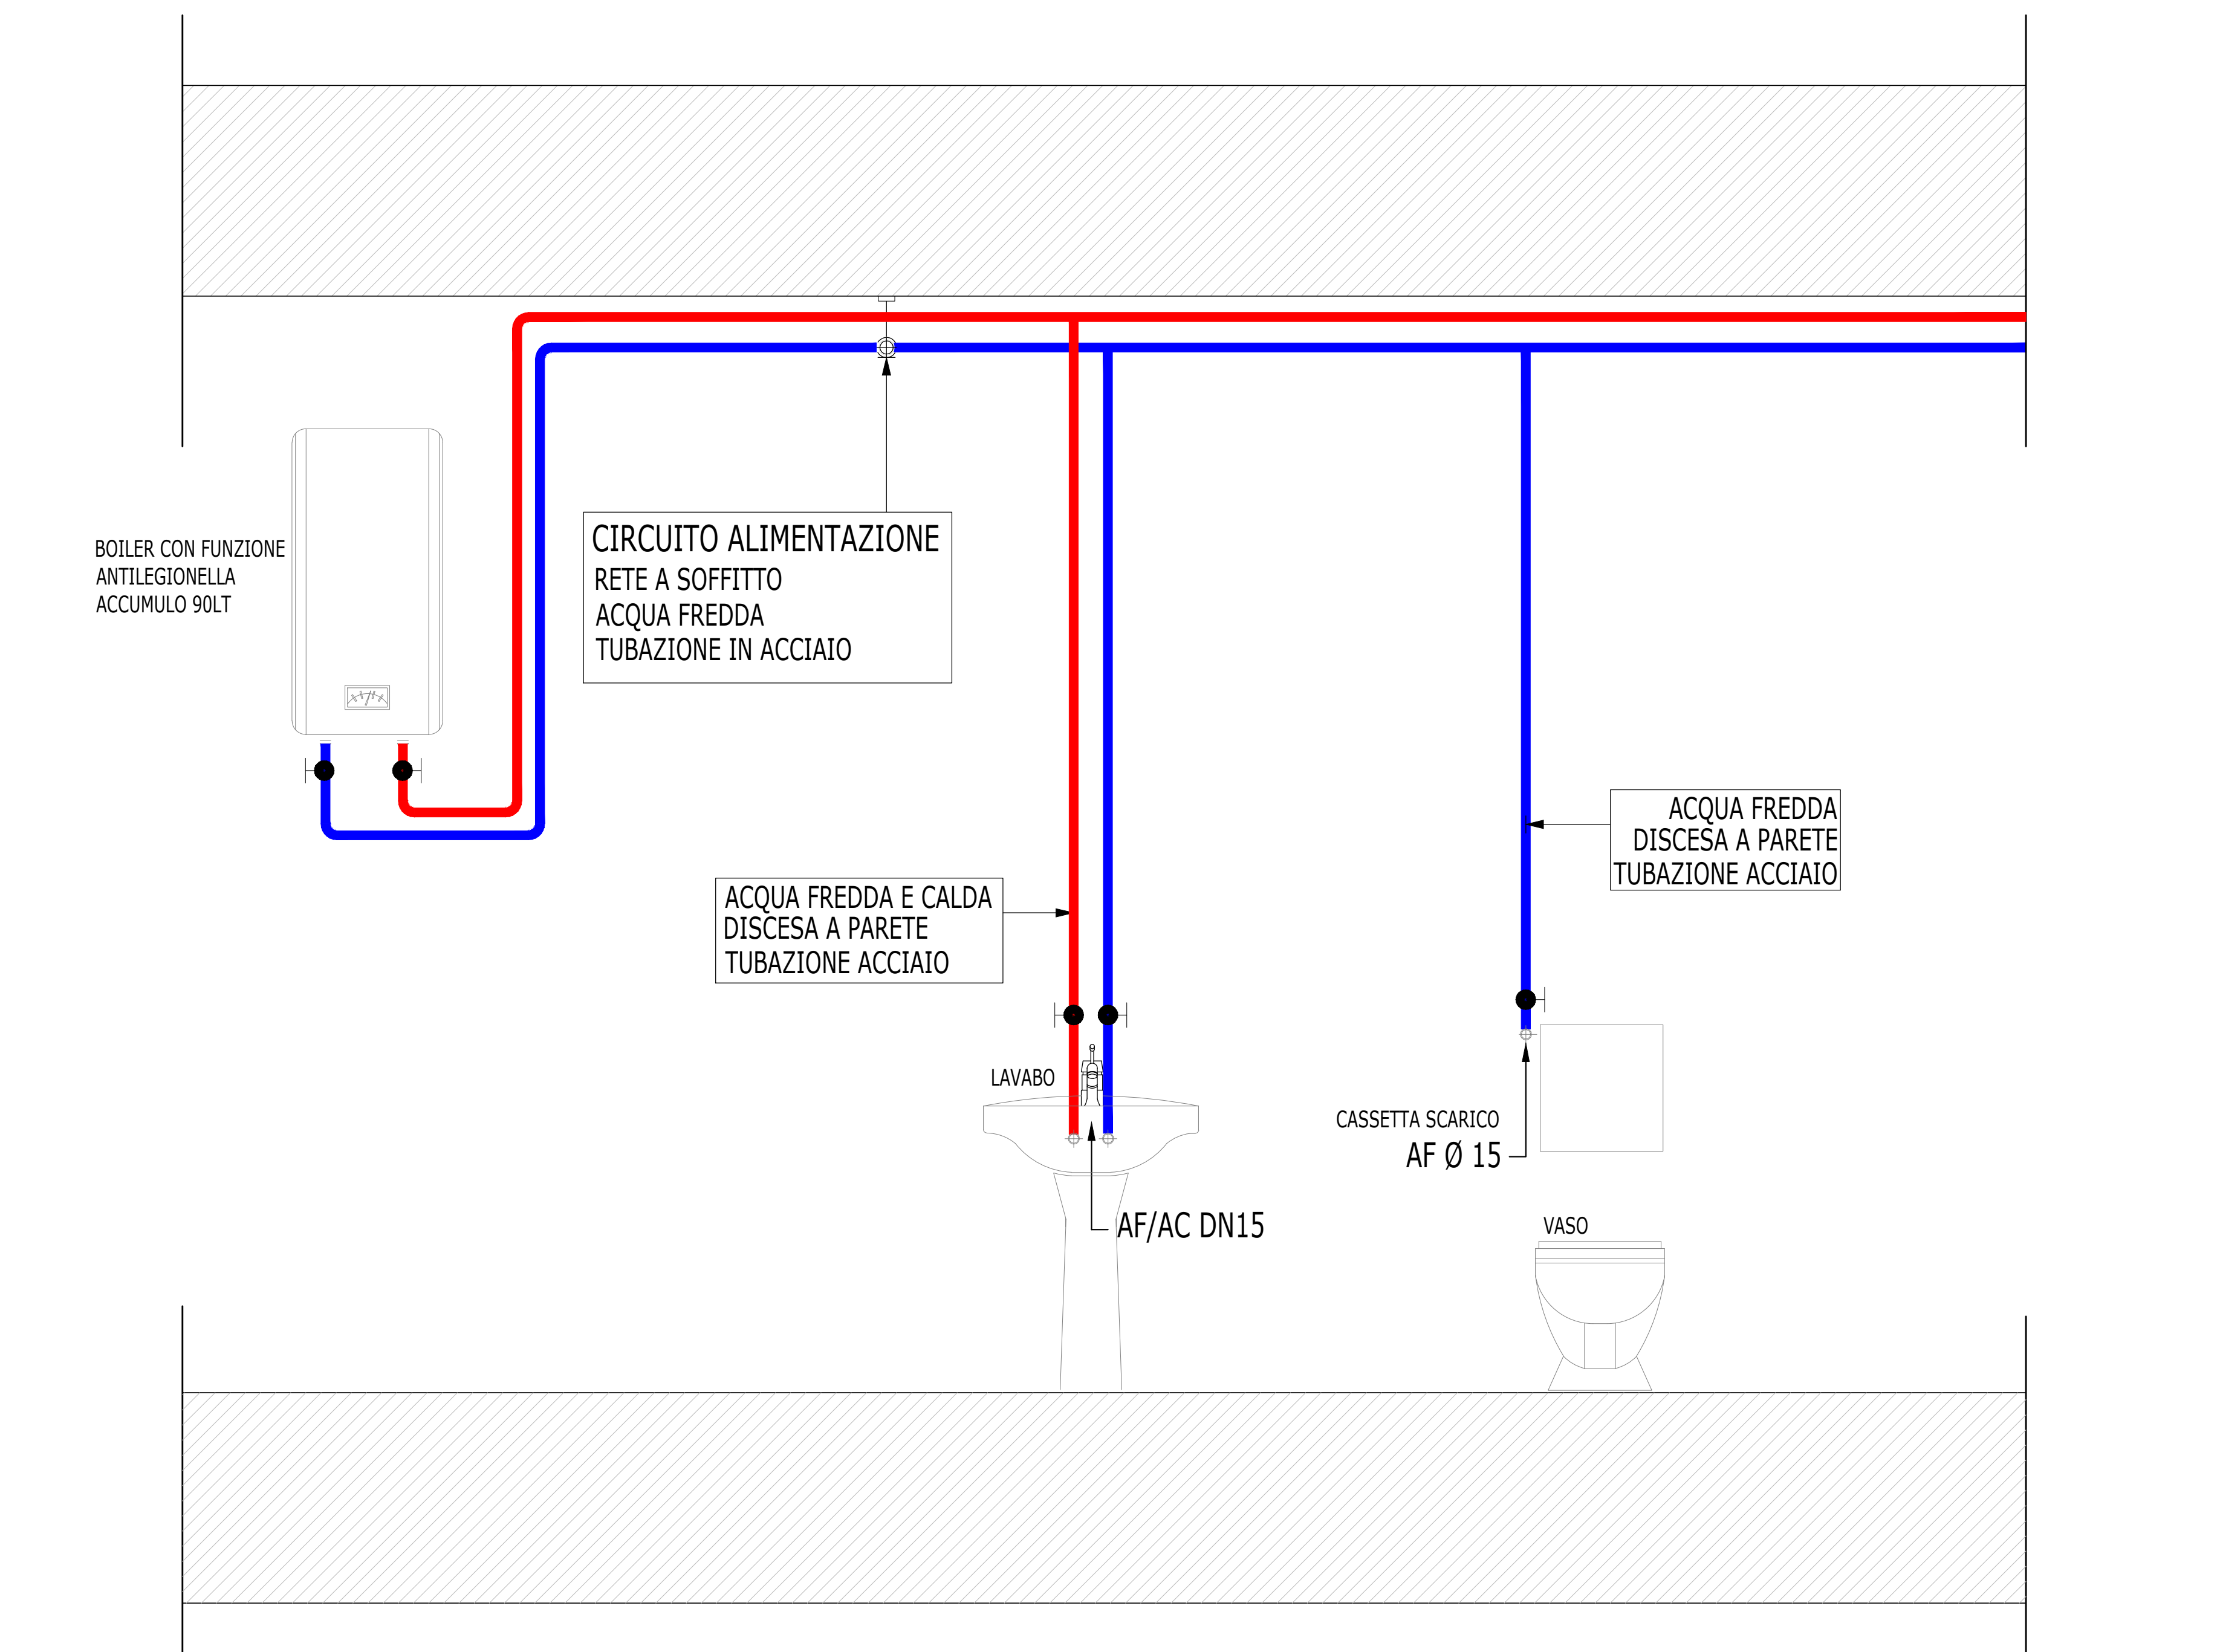 CIRCUITO ALIMENTAZIONE
RETE A SOFFITTO
ACQUA FREDDA
TUBAZIONE IN ACCIAIO
BOILER CON FUNZIONE
ANTILEGIONELLA
ACCUMULO 90LT
ACQUA FREDDA
DISCESA A PARETE
TUBAZIONE ACCIAIO
ACQUA FREDDA E CALDA
DISCESA A PARETE
TUBAZIONE ACCIAIO
LAVABO
CASSETTA SCARICO
AF Ø 15
AF/AC DN15
VASO